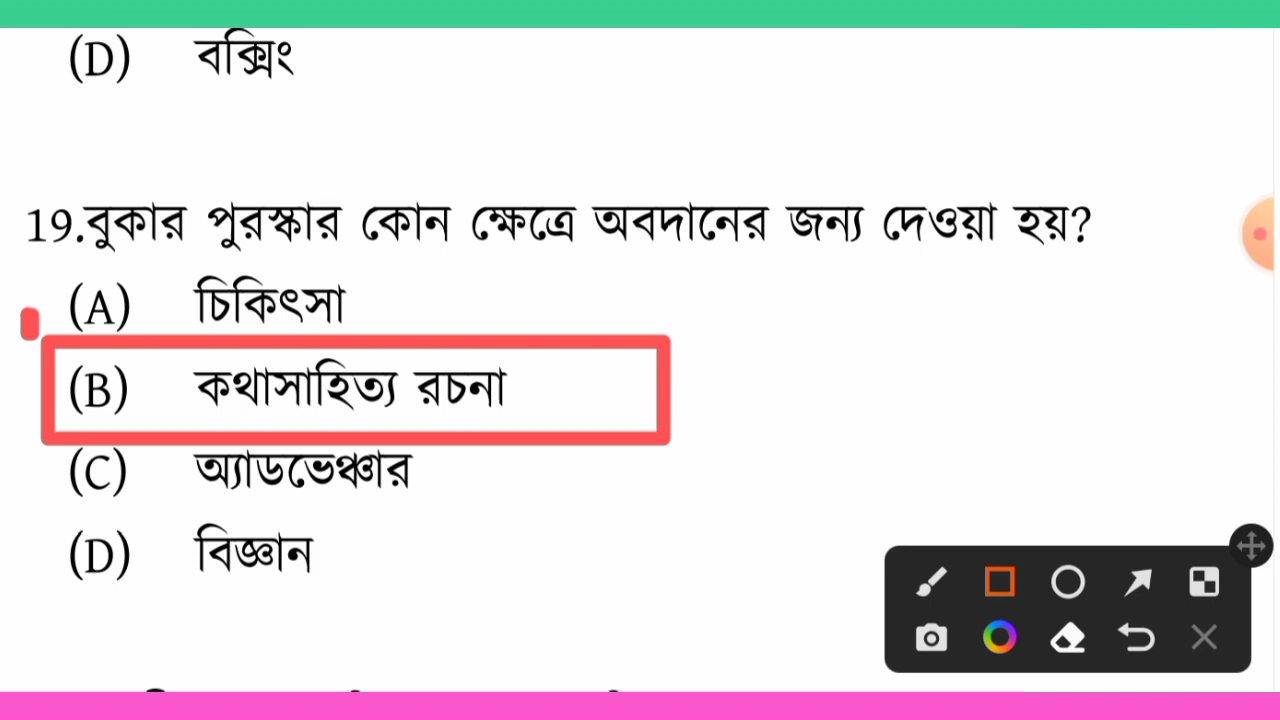 (D) বক্সিং
19.বুকার পুরস্কার কোন ক্ষেত্রে অবদানের জন্য দেওয়া হয়?
(A) চিকিৎসা
(B) কথাসাহিত্য রচনা
(C) অ্যাডভেঞ্চার
(D) বিজ্ঞান